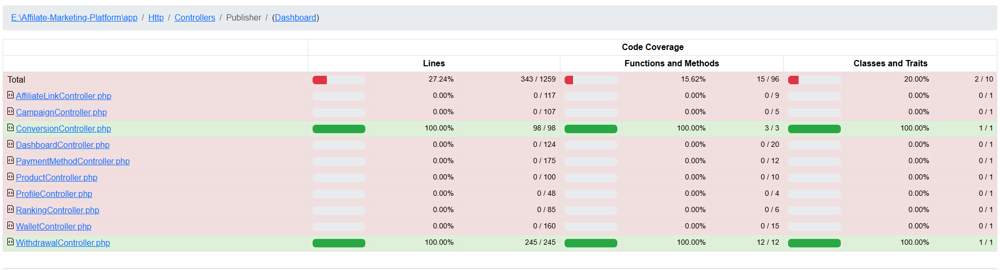 E:\Affilate-Marketing-Platform\app / Http / Controllers / Publisher / (Dashboard)
Code Coverage
Lines Functions and Methods Classes and Traits
Total 27.24% 343 / 1259 15.62% 15 / 96 20.00% 2 / 10
AffiliateLinkController.php 0.00% 0 / 117 0.00% 0 / 9 0.00% 0 / 1
CampaignController.php 0.00% 0 / 107 0.00% 0 / 5 0.00% 0 / 1
ConversionController.php 100.00% 98 / 98 100.00% 3 / 3 100.00% 1 / 1
DashboardController.php 0.00% 0 / 124 0.00% 0 / 20 0.00% 0 / 1
PaymentMethodController.php 0.00% 0 / 175 0.00% 0 / 12 0.00% 0 / 1
ProductController.php 0.00% 0 / 100 0.00% 0 / 10 0.00% 0 / 1
ProfileController.php 0.00% 0 / 48 0.00% 0 / 4 0.00% 0 / 1
RankingController.php 0.00% 0 / 85 0.00% 0 / 6 0.00% 0 / 1
WalletController.php 0.00% 0 / 160 0.00% 0 / 15 0.00% 0 / 1
WithdrawalController.php 100.00% 245 / 245 100.00% 12 / 12 100.00% 1 / 1